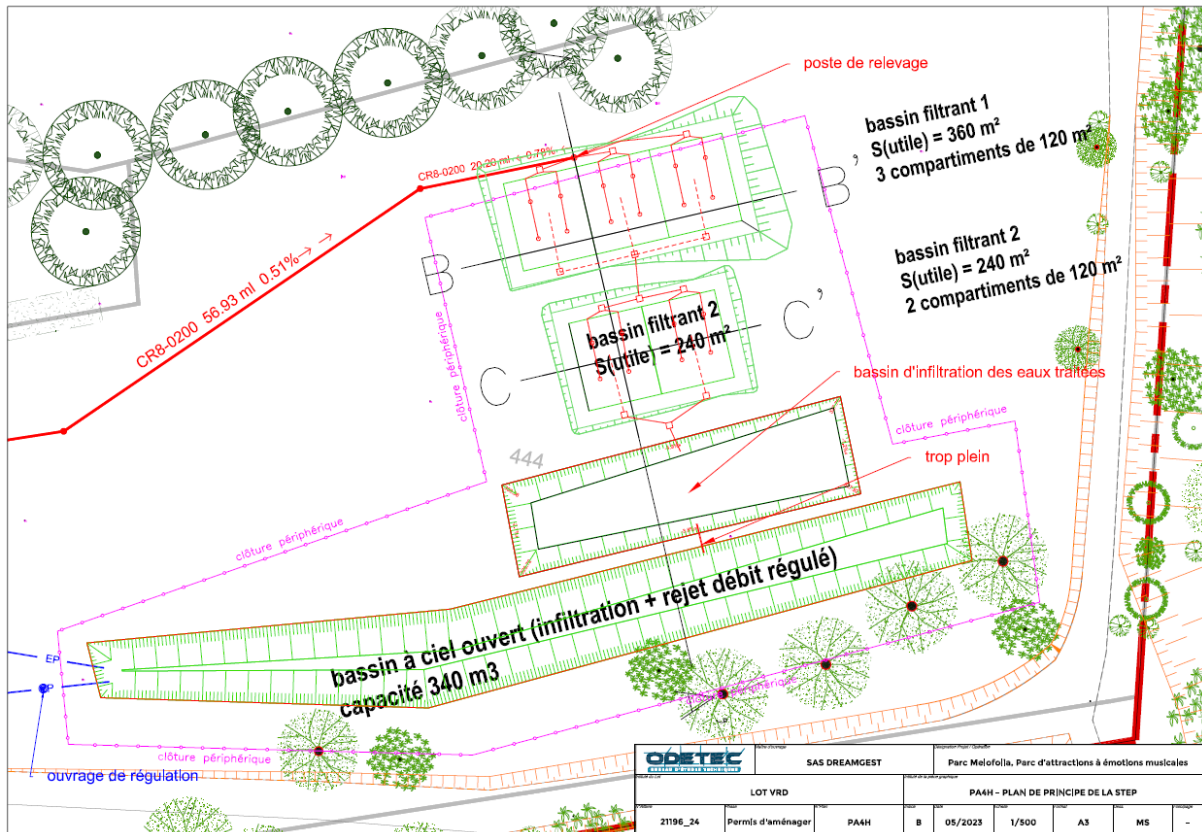 poste de relevage
bassin filtrant 1
S(utile) = 360 m²
3 compartiments de 120 m²
CR8-0200 20.20 ml 0.78%
B
B'
CR8-0200 56.93 ml 0.51% → →
clôture périphérique
bassin filtrant 2
S(utile) = 240 m²
2 compartiments de 120 m²
bassin filtrant 2
S(utile) = 240 m²
C
C'
bassin d'infiltration des eaux traitées
clôture périphérique
444
trop plein
clôture périphérique
bassin à ciel ouvert (infiltration + rejet débit régulé)
capacité 340 m3
EP
clôture périphérique
clôture périphérique
ouvrage de régulation
ODETEC
BUREAU D'ETUDES TECHNIQUES
SAS DREAMGEST
Parc Melofolia, Parc d'attractions à émotions musicales
LOT VRD
PA4H - PLAN DE PRINCIPE DE LA STEP
21196_24
Permis d'aménager
PA4H
B
05/2023
1/500
A3
MS
-